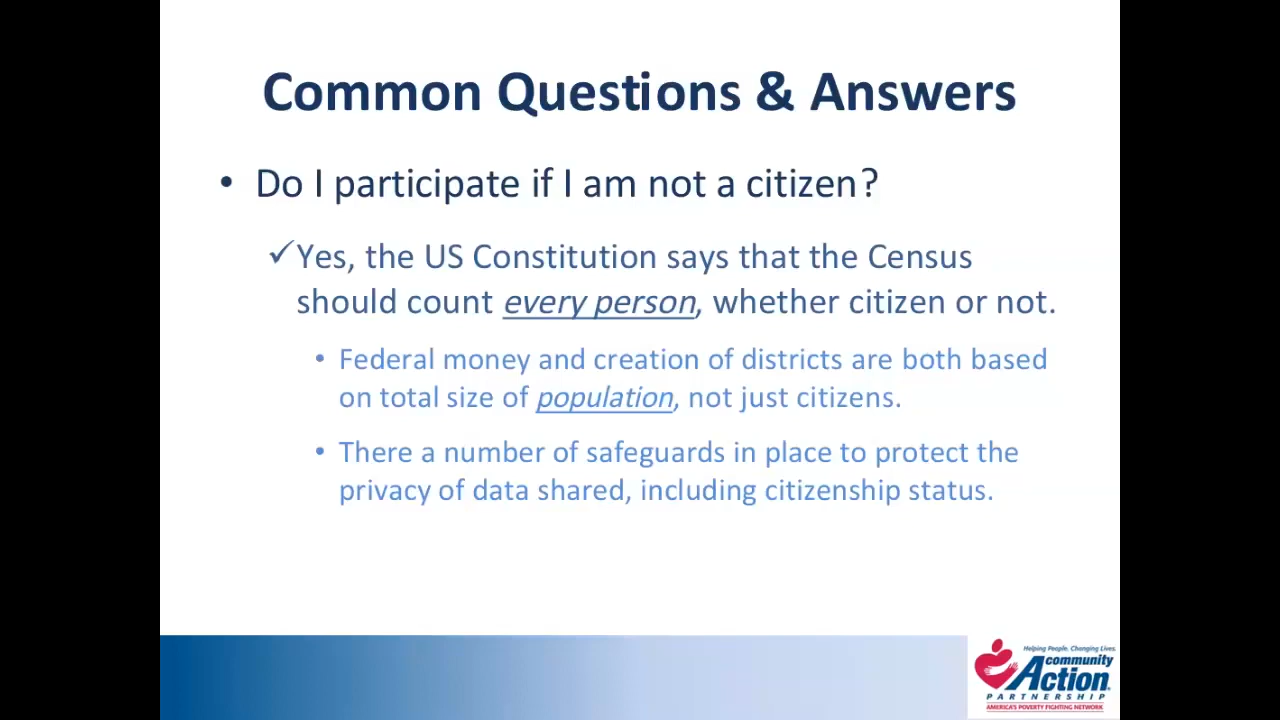 Common Questions & Answers
• Do I participate if I am not a citizen?
✓Yes, the US Constitution says that the Census
should count every person, whether citizen or not.
• Federal money and creation of districts are both based
on total size of population, not just citizens.
• There a number of safeguards in place to protect the
privacy of data shared, including citizenship status.
Helping People. Changing Lives.
community
Action
PARTNERSHIP
AMERICA'S POVERTY FIGHTING NETWORK